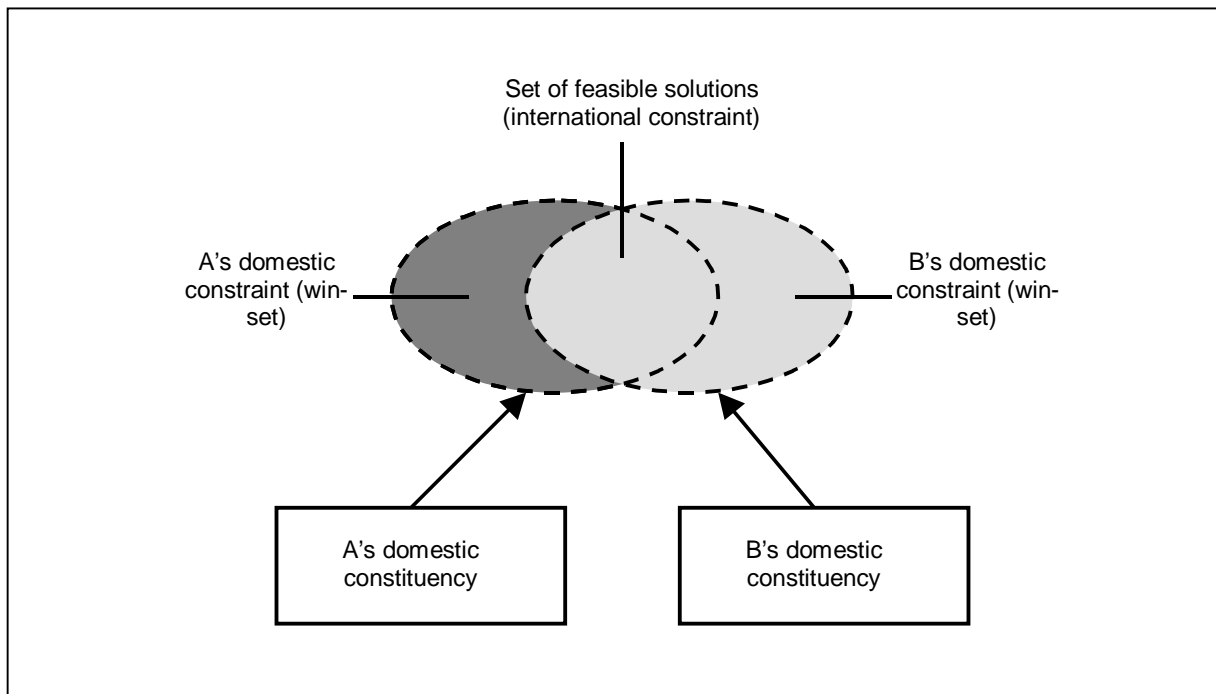 Set of feasible solutions
(international constraint)
A's domestic
constraint (win-
set)
B's domestic
constraint (win-
set)
A’s domestic
constituency
B’s domestic
constituency